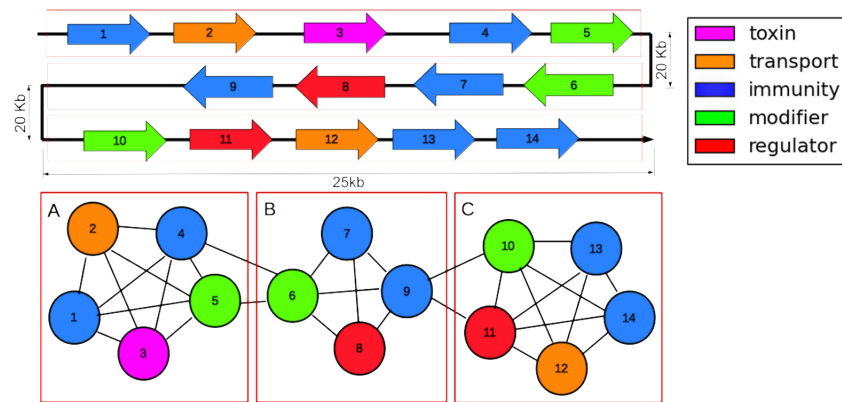 1 2 3 4 5
20 Kb
9 8 7 6
20 Kb
10 11 12 13 14
25kb
toxin
transport
immunity
modifier
regulator
A
2
4
1
5
3
B
7
6
9
8
C
10
13
11
14
12